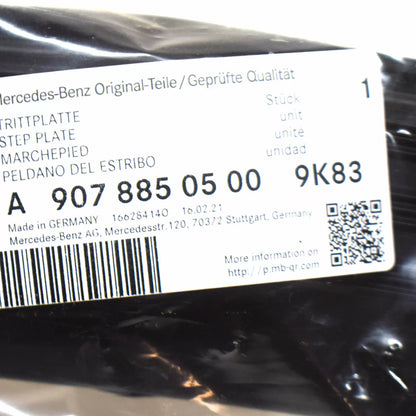 Mercedes-Benz Original-Teile/Geprüfte Qualität
TRITTPLATTE Stück 1
STEP PLATE unit
MARCHEPIED unite
PELDANO DEL ESTRIBO unidad
A 907 885 05 00 9K83
Made in GERMANY 166284140 16.02.21
Mercedes-Benz AG, Mercedesstr.120, 70372 Stuttgart, Germany
More information on
http://p.mb-qr.com/